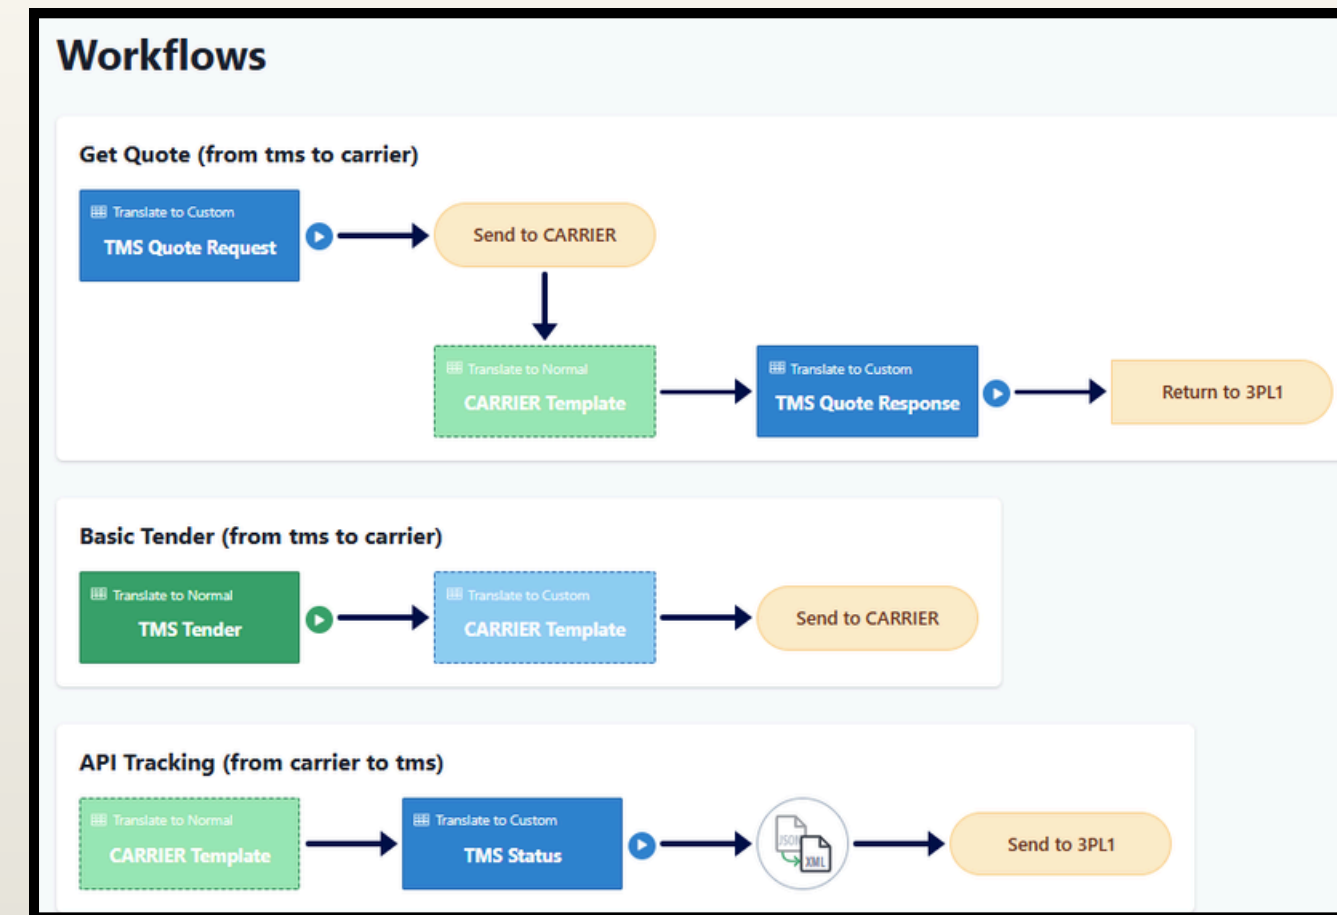 Workflows
Get Quote (from tms to carrier)
Translate to Custom
TMS Quote Request
Send to CARRIER
Translate to Normal
CARRIER Template
Translate to Custom
TMS Quote Response
Return to 3PL1
Basic Tender (from tms to carrier)
Translate to Normal
TMS Tender
Translate to Custom
CARRIER Template
Send to CARRIER
API Tracking (from carrier to tms)
Translate to Normal
CARRIER Template
Translate to Custom
TMS Status
JSON
XML
Send to 3PL1